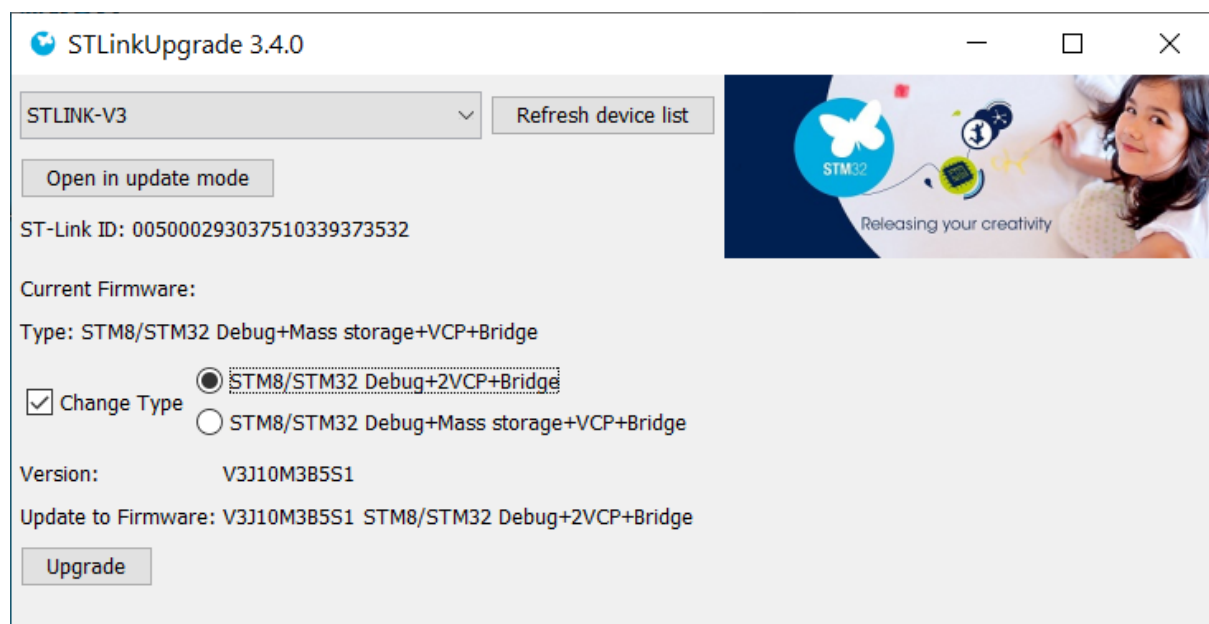 STLinkUpgrade 3.4.0
STLINK-V3
Refresh device list
Open in update mode
STM32
Releasing your creativity
ST-Link ID: 005000293037510339373532
Current Firmware:
Type: STM8/STM32 Debug+Mass storage+VCP+Bridge
Change Type
STM8/STM32 Debug+2VCP+Bridge
STM8/STM32 Debug+Mass storage+VCP+Bridge
Version: V3J10M3B5S1
Update to Firmware: V3J10M3B5S1 STM8/STM32 Debug+2VCP+Bridge
Upgrade